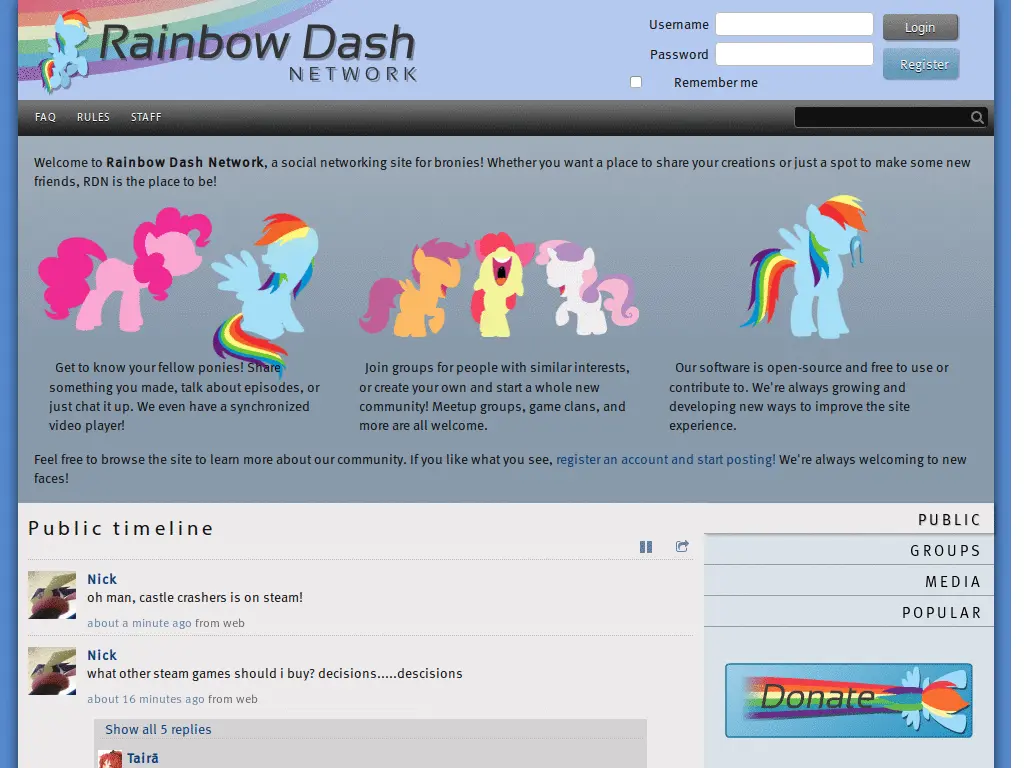 Rainbow Dash
NETWORK
Username
Login
Password
Register
Remember me
FAQ RULES STAFF
Welcome to Rainbow Dash Network, a social networking site for bronies! Whether you want a place to share your creations or just a spot to make some new
friends, RDN is the place to be!
Get to know your fellow ponies! Share
something you made, talk about episodes, or
just chat it up. We even have a synchronized
video player!
Join groups for people with similar interests,
or create your own and start a whole new
community! Meetup groups, game clans, and
more are all welcome.
Our software is open-source and free to use or
contribute to. We're always growing and
developing new ways to improve the site
experience.
Feel free to browse the site to learn more about our community. If you like what you see, register an account and start posting! We're always welcoming to new
faces!
Public timeline
Nick
oh man, castle crashers is on steam!
about a minute ago from web
Nick
what other steam games should i buy? decisions.....descisions
about 16 minutes ago from web
Show all 5 replies
Tairā
PUBLIC
GROUPS
MEDIA
POPULAR
Donate